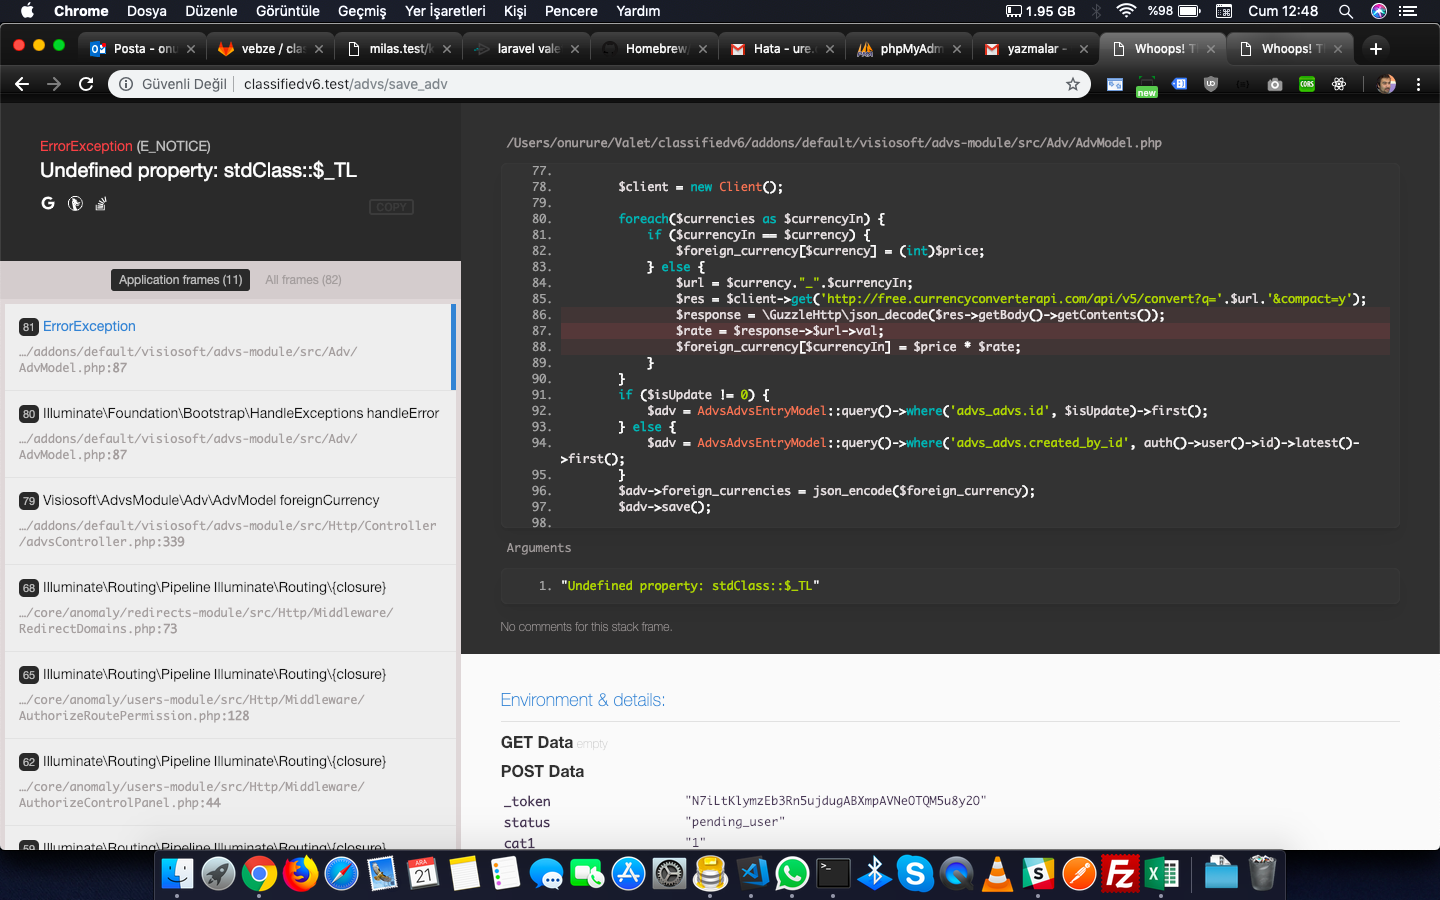 Chrome Dosya Düzenle Görüntüle Geçmiş Yer İşaretleri Kişi Pencere Yardım 1.95 GB %98 Cum 12:48
Posta - onu vebze / cla milas.test/k laravel vale Homebrew/ Hata - ure.c phpMyAdm yazmalar - Whoops! T Whoops! T
Güvenli Değil classifiedv6.test/advs/save_adv new CORS
ErrorException (E_NOTICE)
Undefined property: stdClass::$_TL
COPY
Application frames (11) All frames (82)
81 ErrorException
…/addons/default/visiosoft/advs-module/src/Adv/
AdvModel.php:87
80 Illuminate\Foundation\Bootstrap\HandleExceptions handleError
…/addons/default/visiosoft/advs-module/src/Adv/
AdvModel.php:87
79 Visiosoft\AdvsModule\Adv\AdvModel foreignCurrency
…/addons/default/visiosoft/advs-module/src/Http/Controller
/advsController.php:339
68 Illuminate\Routing\Pipeline Illuminate\Routing\{closure}
…/core/anomaly/redirects-module/src/Http/Middleware/
RedirectDomains.php:73
65 Illuminate\Routing\Pipeline Illuminate\Routing\{closure}
…/core/anomaly/users-module/src/Http/Middleware/
AuthorizeRoutePermission.php:128
62 Illuminate\Routing\Pipeline Illuminate\Routing\{closure}
…/core/anomaly/users-module/src/Http/Middleware/
AuthorizeControlPanel.php:44
59 Illuminate\Routing\Pipeline Illuminate\Routing\{closure}
/Users/onurure/Valet/classifiedv6/addons/default/visiosoft/advs-module/src/Adv/AdvModel.php
77.
78. $client = new Client();
79.
80. foreach($currencies as $currencyIn) {
81. if ($currencyIn == $currency) {
82. $foreign_currency[$currency] = (int)$price;
83. } else {
84. $url = $currency."_".$currencyIn;
85. $res = $client->get('http://free.currencyconverterapi.com/api/v5/convert?q='.$url.'&compact=y');
86. $response = \GuzzleHttp\json_decode($res->getBody()->getContents());
87. $rate = $response->$url->val;
88. $foreign_currency[$currencyIn] = $price * $rate;
89. }
90. }
91. if ($isUpdate != 0) {
92. $adv = AdvsAdvsEntryModel::query()->where('advs_advs.id', $isUpdate)->first();
93. } else {
94. $adv = AdvsAdvsEntryModel::query()->where('advs_advs.created_by_id', auth()->user()->id)->latest()-
>first();
95. }
96. $adv->foreign_currencies = json_encode($foreign_currency);
97. $adv->save();
98.
Arguments
1. "Undefined property: stdClass::$_TL"
No comments for this stack frame.
Environment & details:
GET Data empty
POST Data
_token "N7iLtKlymzEb3Rn5ujdugABXmpAVNeOTQM5u8y2O"
status "pending_user"
cat1 "1"
ARA
21